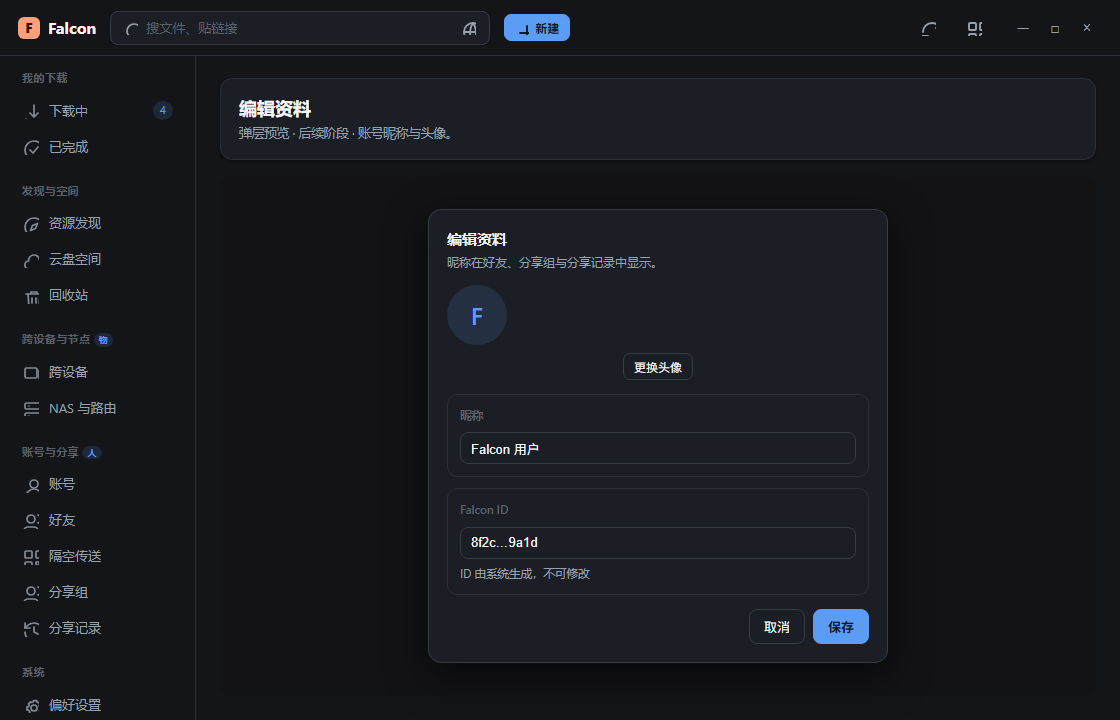 F Falcon
搜文件、贴链接
新建
我的下载
下载中 4
已完成
发现与空间
资源发现
云盘空间
回收站
跨设备与节点 物
跨设备
NAS 与路由
账号与分享 人
账号
好友
隔空传送
分享组
分享记录
系统
偏好设置
编辑资料
弹层预览 · 后续阶段 · 账号昵称与头像。
编辑资料
昵称在好友、分享组与分享记录中显示。
F
更换头像
昵称
Falcon 用户
Falcon ID
8f2c…9a1d
ID 由系统生成，不可修改
取消 保存